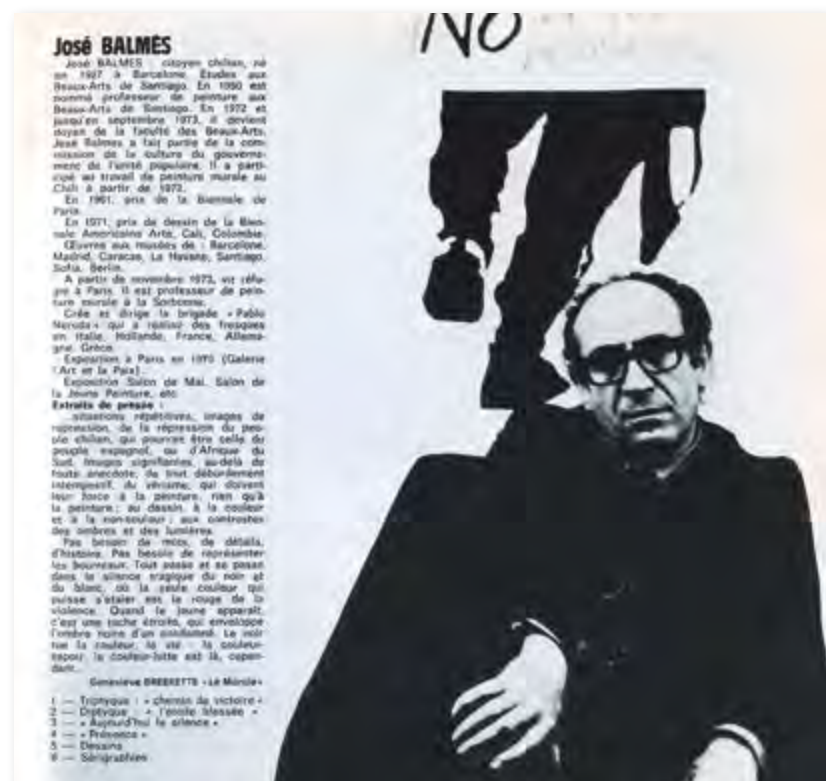 No
José BALMES
José BALMES : citoyen chilien, né
en 1927 à Barcelone. Etudes aux
Beaux-Arts de Santiago. En 1950 est
nommé professeur de peinture aux
Beaux-Arts de Santiago. En 1972 et
jusqu'en septembre 1973, il devient
doyen de la faculté des Beaux-Arts.
José Balmes a fait partie de la com-
mission de la culture du gouverne-
ment de l'unité populaire. Il a parti-
cipé au travail de peinture murale au
Chili à partir de 1972.
En 1961, prix de la Biennale de
Paris.
En 1971, prix de dessin de la Bien-
nale Americaine Arts, Cali, Colombie.
Œuvres aux musées de : Barcelone,
Madrid, Caracas, La Havane, Santiago,
Sofia, Berlin.
A partir de novembre 1973, vit réfu-
gié à Paris. Il est professeur de pein-
ture murale à la Sorbonne.
Crée et dirige la brigade « Pablo
Neruda » qui a réalisé des fresques
en Italie, Hollande, France, Allema-
gne, Grèce.
Exposition à Paris en (Galerie
l'Art et la Paix).
Exposition Salon de Mai, Salon de
la Jeune Peinture, etc.
Extraits de presse :
...situations répétitives, images de
répression, de la répression du peu-
ple chilien, qui pourrait être celle du
peuple espagnol, ou d'Afrique du
Sud. Images signifiantes, au-delà de
toute anecdote, de tout débordement
intempestif, du vérisme, qui doivent
leur force à la peinture, rien qu'à
la peinture ; au dessin, à la couleur
et à la non-couleur ; aux contrastes
des ombres et des lumières.
Pas besoin de mots, de détails,
d'histoire. Pas besoin de représenter
les bourreaux. Tout passe et se passe
dans le silence tragique du noir et
du blanc, où la seule couleur qui
puisse s'étaler est le rouge de la
violence. Quand le jaune apparaît,
c'est une tache étroite, qui enveloppe
l'ombre noire d'un condamné. Le noir
tue la couleur, la vie : la couleur-
espoir, la couleur-lutte est là, cepen-
dant...
Geneviève BREERETTE « Le Monde »
1 — Triptyque : « chemin de victoire »
2 — Diptyque : « l'étoile blessée »
3 — « Aujourd'hui le silence »
4 — « Présence »
5 — Dessins
6 — Sérigraphies